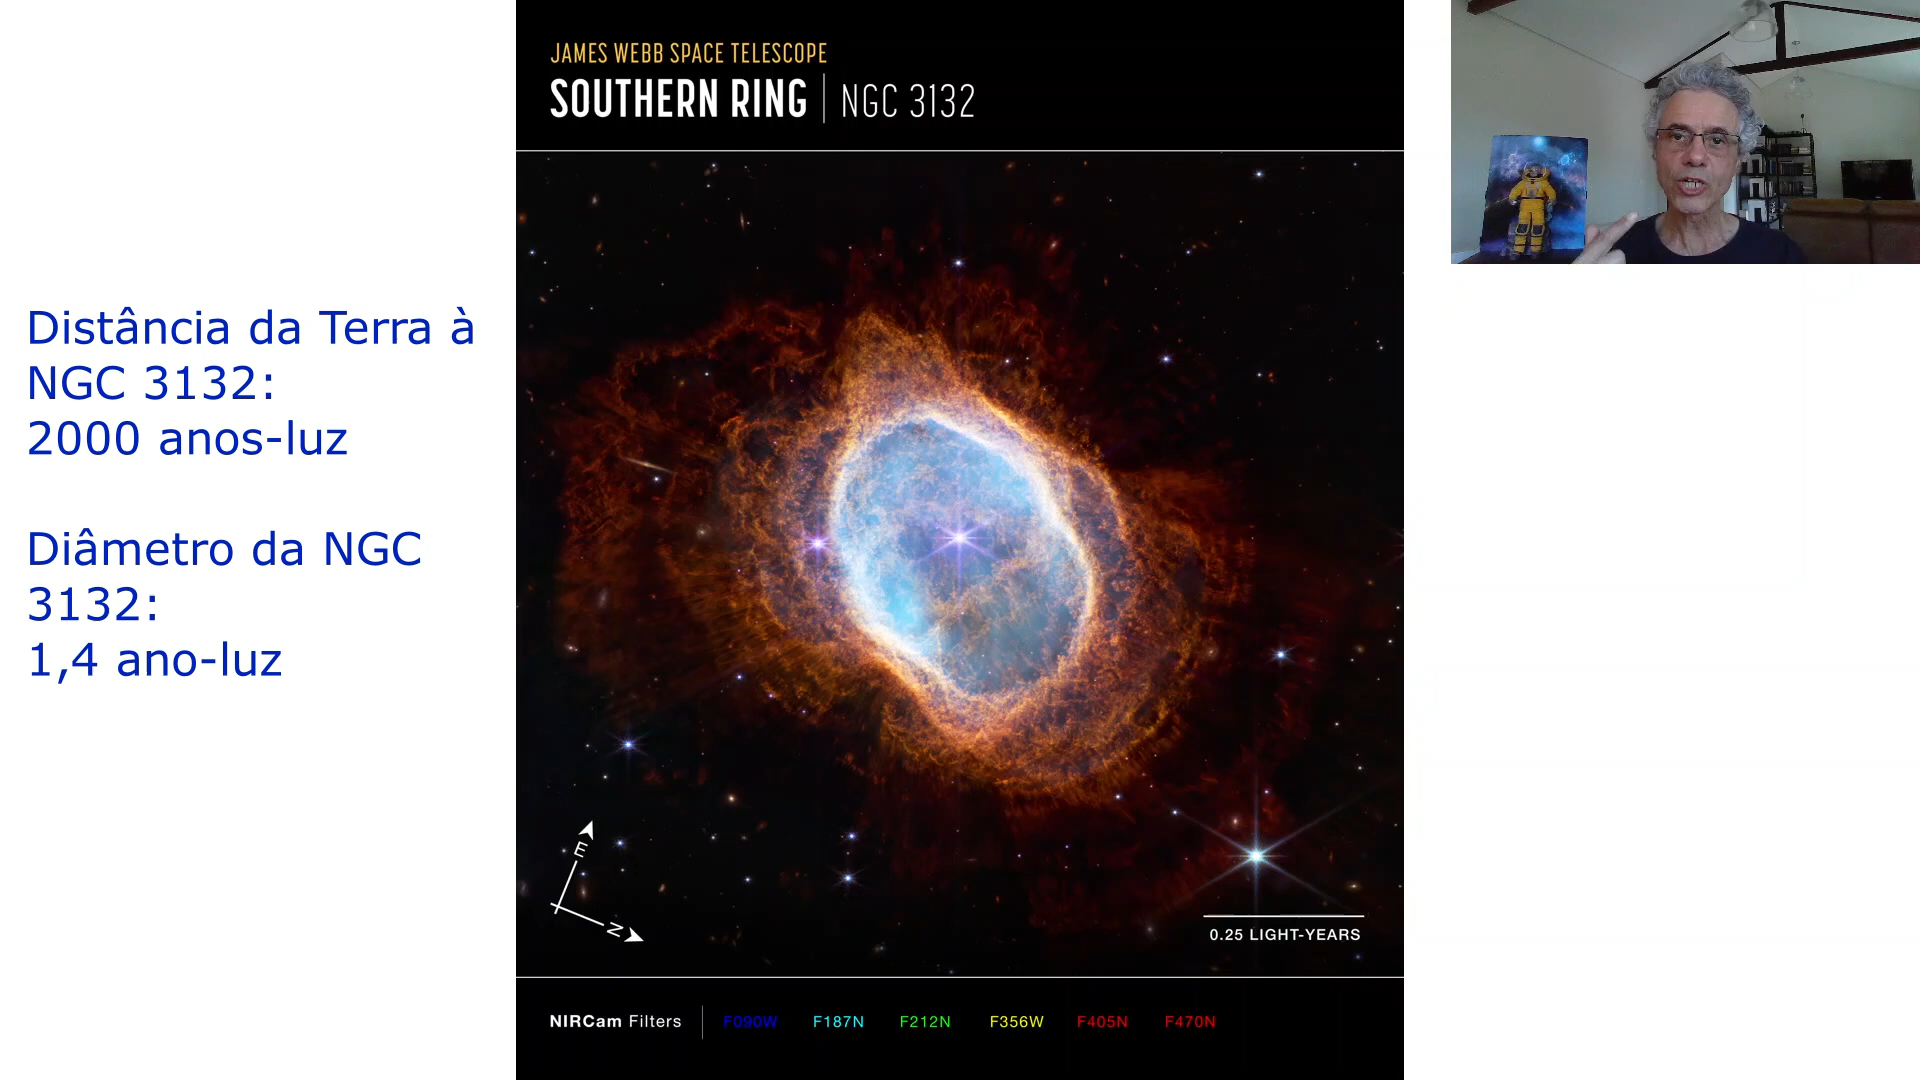 Distância da Terra à
NGC 3132:
2000 anos-luz
Diâmetro da NGC
3132:
1,4 ano-luz
JAMES WEBB SPACE TELESCOPE
SOUTHERN RING | NGC 3132
E
N
0.25 LIGHT-YEARS
NIRCam Filters | F090W F187N F212N F356W F405N F470N